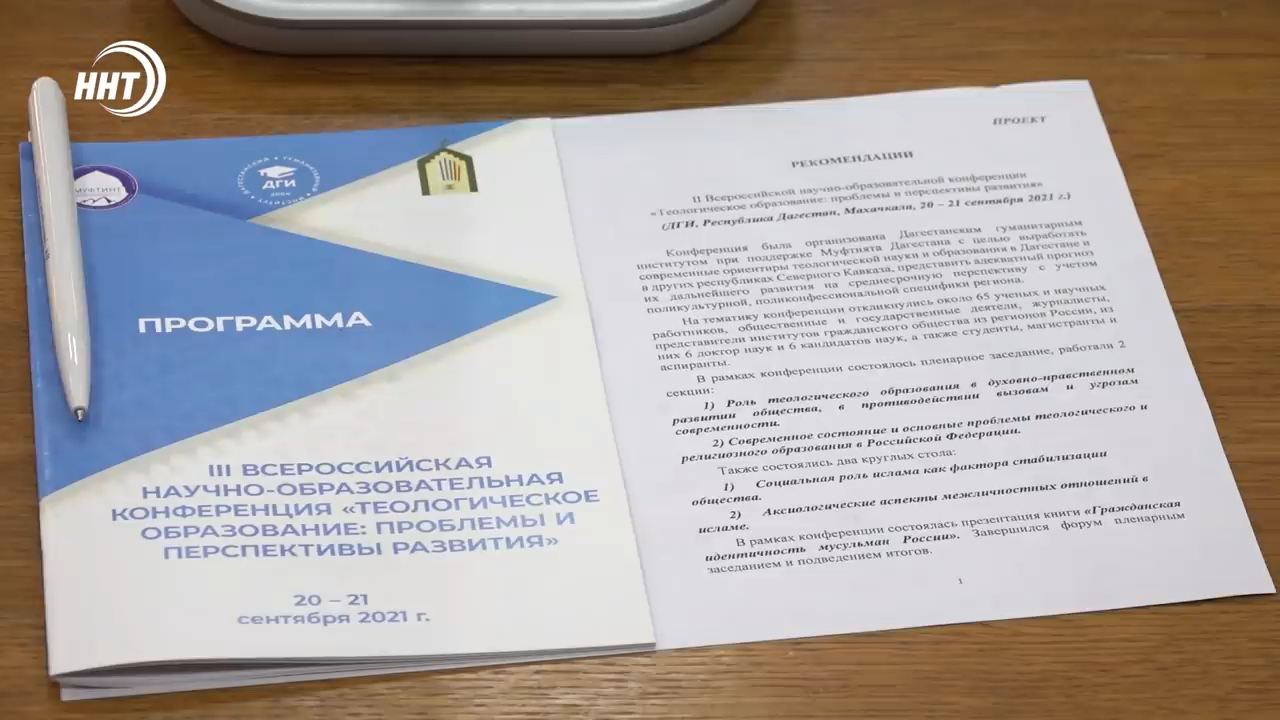 ННТ
МУФТИЯТ
ДАГЕСТАНСКИЙ ГУМАНИТАРНЫЙ ИНСТИТУТ
ДГИ
ПРОГРАММА
III ВСЕРОССИЙСКАЯ
НАУЧНО-ОБРАЗОВАТЕЛЬНАЯ
КОНФЕРЕНЦИЯ «ТЕОЛОГИЧЕСКОЕ
ОБРАЗОВАНИЕ: ПРОБЛЕМЫ И
ПЕРСПЕКТИВЫ РАЗВИТИЯ»
20 – 21
сентября 2021 г.
ПРОЕКТ
РЕКОМЕНДАЦИИ
II Всероссийской научно-образовательной конференции
«Теологическое образование: проблемы и перспективы развития»
(ДГИ, Республика Дагестан, Махачкала, 20 – 21 сентября 2021 г.)
Конференция была организована Дагестанским гуманитарным
институтом при поддержке Муфтията Дагестана с целью выработать
современные ориентиры теологической науки и образования в Дагестане и
в других республиках Северного Кавказа, представить адекватный прогноз
их дальнейшего развития на среднесрочную перспективу с учетом
поликультурной, поликонфессиональной специфики региона.
На тематику конференции откликнулись около 65 ученых и научных
работников, общественные и государственные деятели, журналисты,
представители институтов гражданского общества из регионов России, из
них 6 доктор наук и 6 кандидатов наук, а также студенты, магистранты и
аспиранты.
В рамках конференции состоялось пленарное заседание, работали 2
секции:
1) Роль теологического образования в духовно-нравственном
развитии общества, в противодействии вызовам и угрозам
современности.
2) Современное состояние и основные проблемы теологического и
религиозного образования в Российской Федерации.
Также состоялись два круглых стола:
1) Социальная роль ислама как фактора стабилизации
общества.
2) Аксиологические аспекты межличностных отношений в
исламе.
В рамках конференции состоялась презентация книги «Гражданская
идентичность мусульман России». Завершился форум пленарным
заседанием и подведением итогов.
1